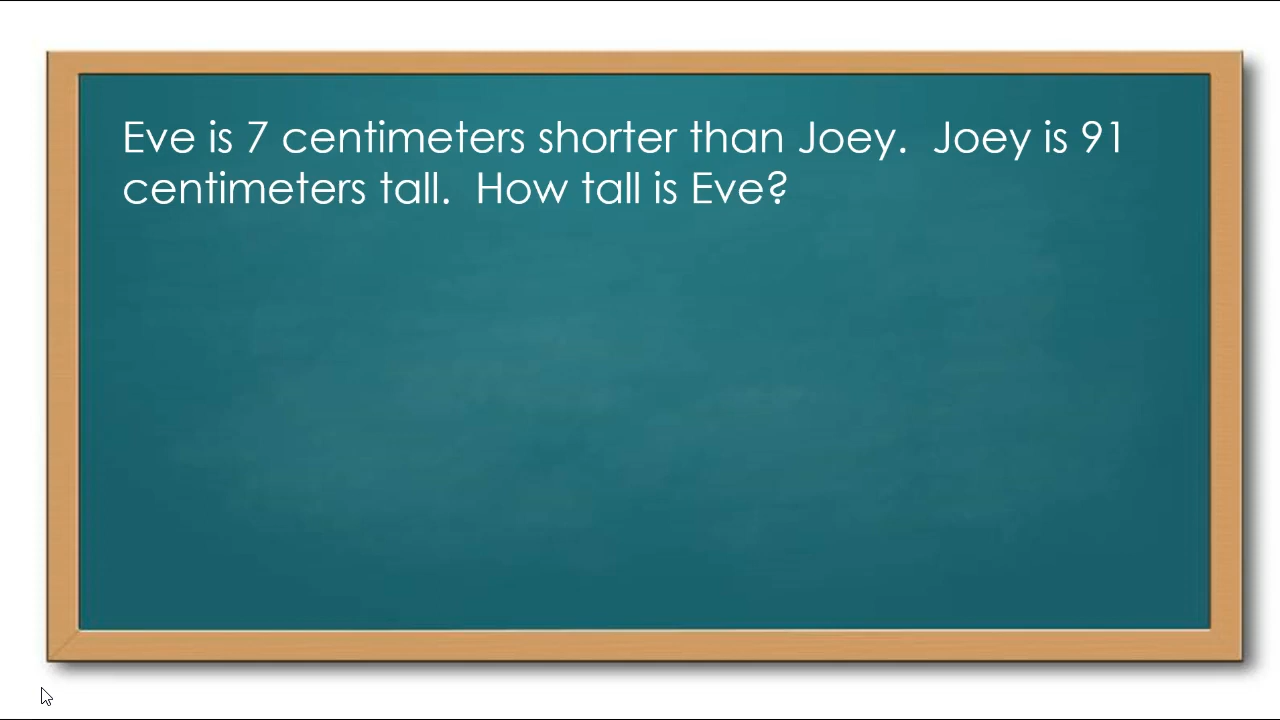 Eve is 7 centimeters shorter than Joey.  Joey is 91
centimeters tall.  How tall is Eve?